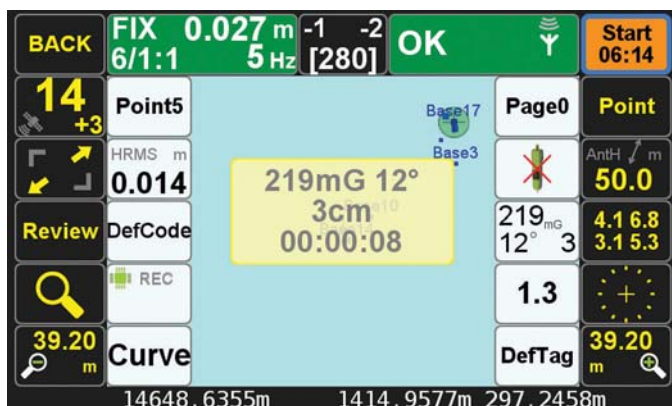 BACK
FIX 0.027 m
6/1:1 5 Hz
-1 -2
[280]
OK
Start
06:14
14
+3
Point5
Base17
Page0
Point
HRMS m
0.014
Base3
AntH m
50.0
219mG 12°
3cm
00:00:08
Review
DefCode
219 mG
12° 3
4.1 6.8
3.1 5.3
REC
1.3
39.20
m
Curve
DefTag
39.20
m
14648.6355m 1414.9577m 297.2458m